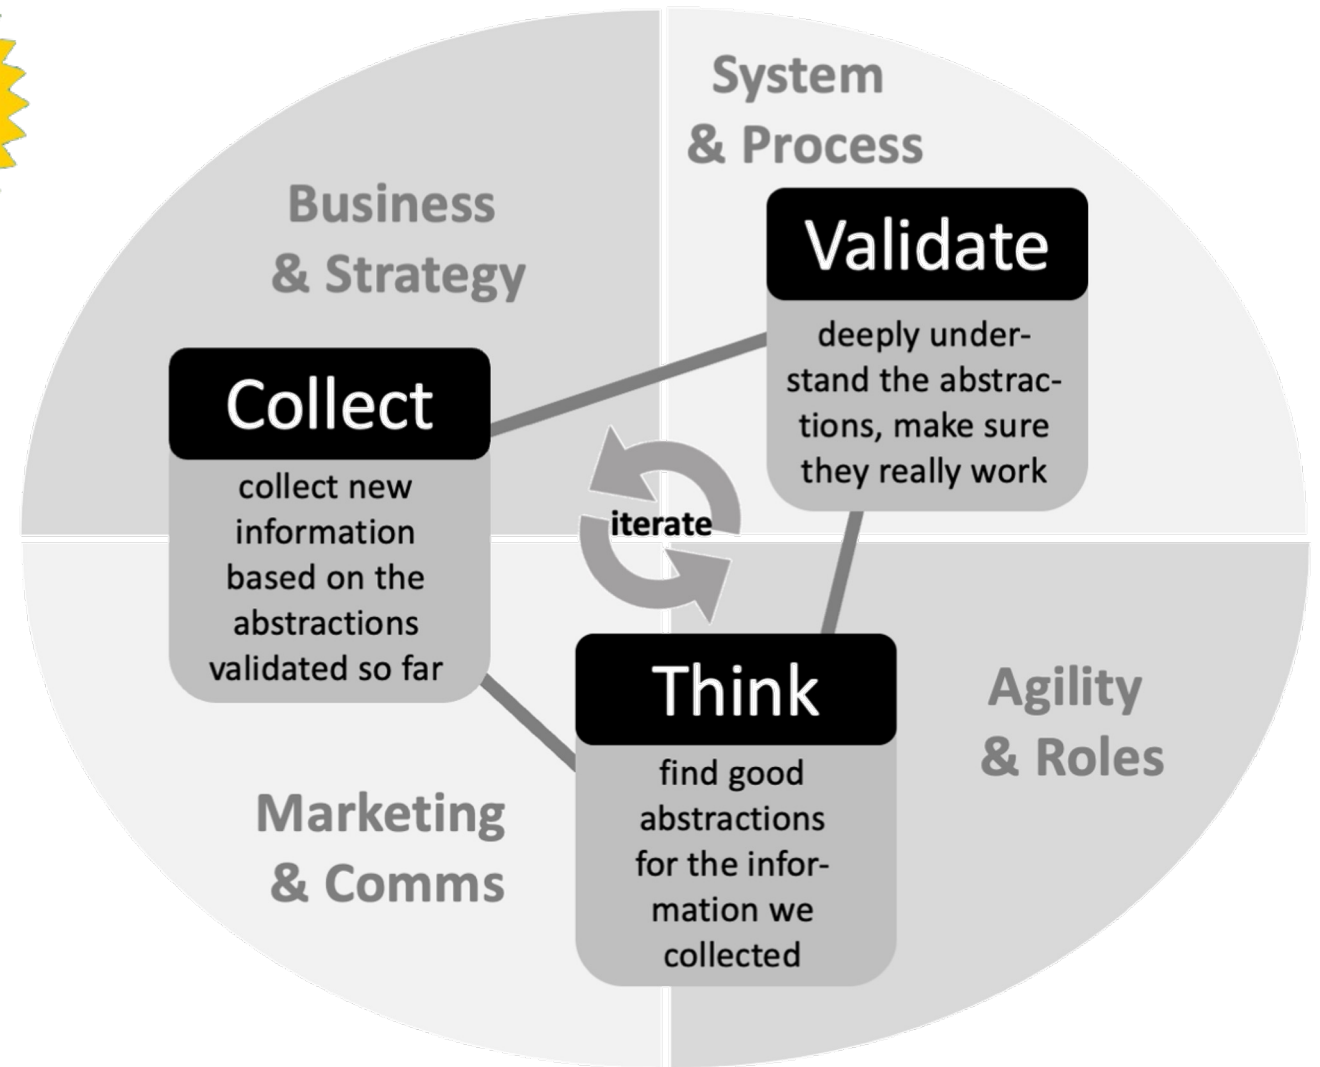 System
& Process
Business
& Strategy
Validate
deeply under-
stand the abstrac-
tions, make sure
they really work
Collect
collect new
information
based on the
abstractions
validated so far
iterate
Think
find good
abstractions
for the infor-
mation we
collected
Agility
& Roles
Marketing
& Comms